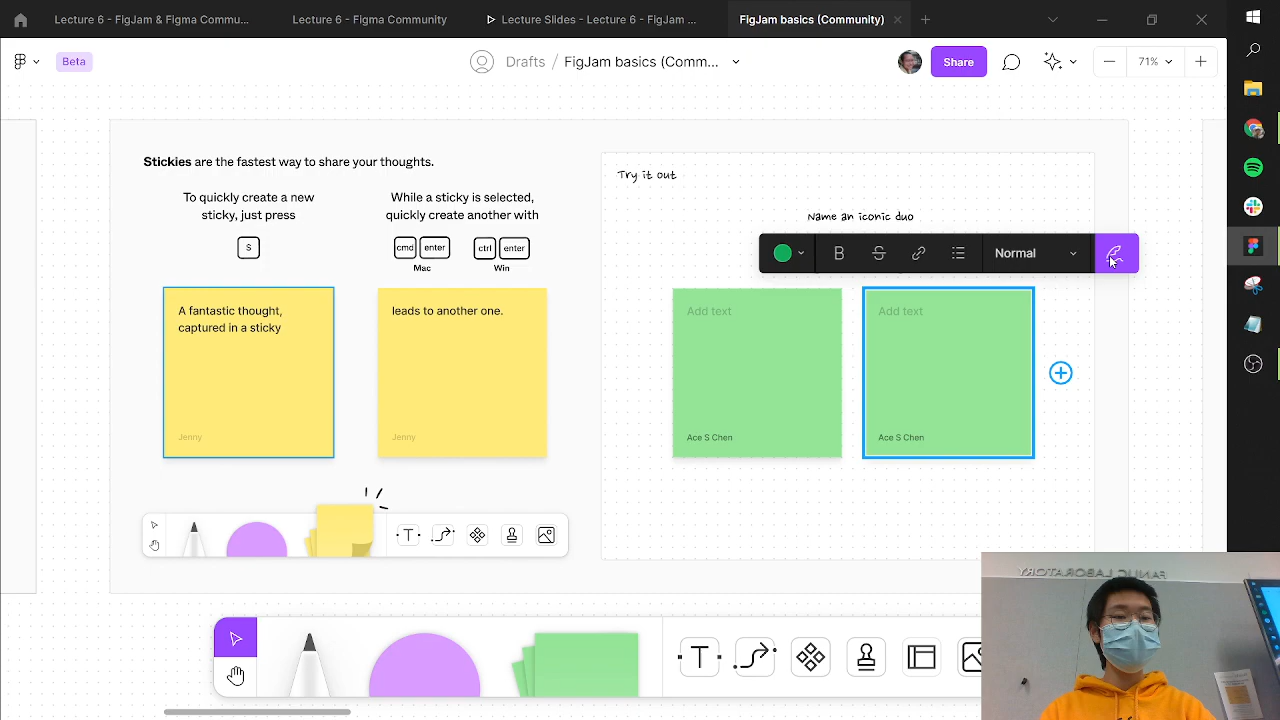 Lecture 6 - FigJam & Figma Commu...
Lecture 6 - Figma Community
Lecture Slides - Lecture 6 - FigJam ...
FigJam basics (Community)
Beta
Drafts / FigJam basics (Comm...
Share
71%
Stickies are the fastest way to share your thoughts.
To quickly create a new
sticky, just press
S
While a sticky is selected,
quickly create another with
cmd enter
ctrl enter
Mac
Win
A fantastic thought,
captured in a sticky
Jenny
leads to another one.
Jenny
T
Try it out
Name an iconic duo
B S Normal
Add text
Ace S Chen
Add text
Ace S Chen
T
FANUC LABORATORY